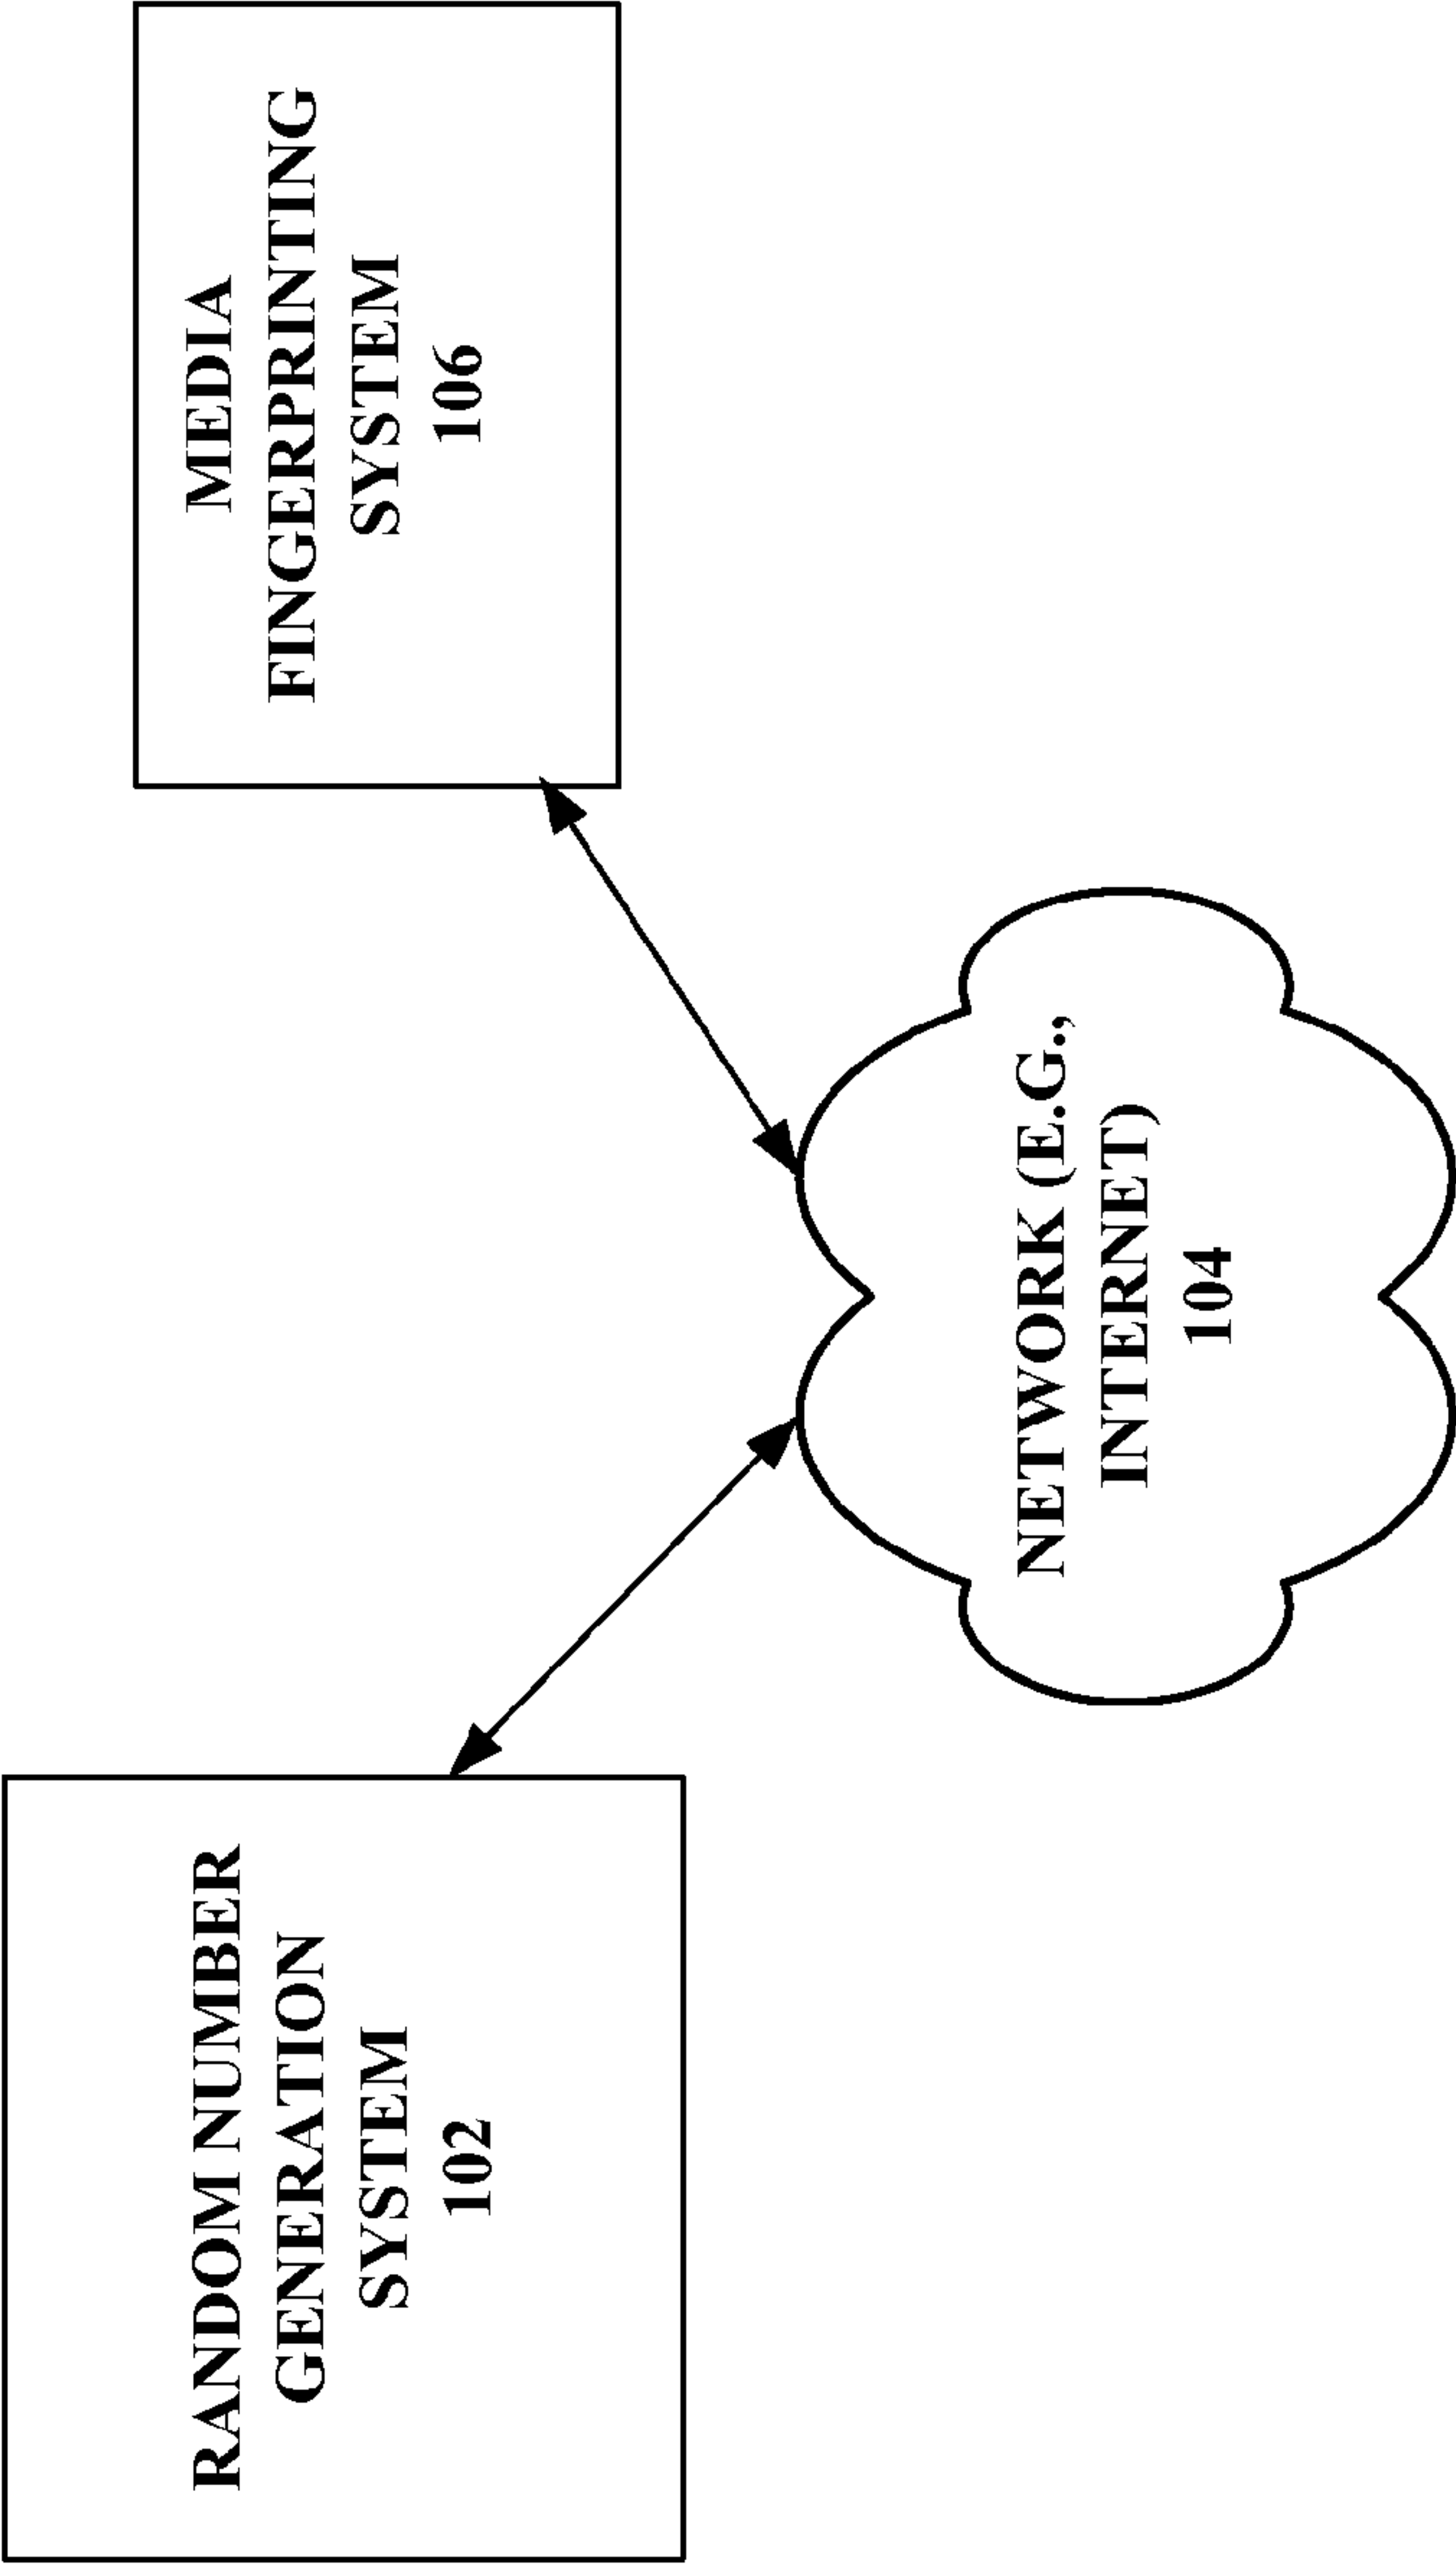 RANDOM NUMBER
GENERATION
SYSTEM
102
MEDIA
FINGERPRINTING
SYSTEM
106
NETWORK (E.G.,
INTERNET)
104